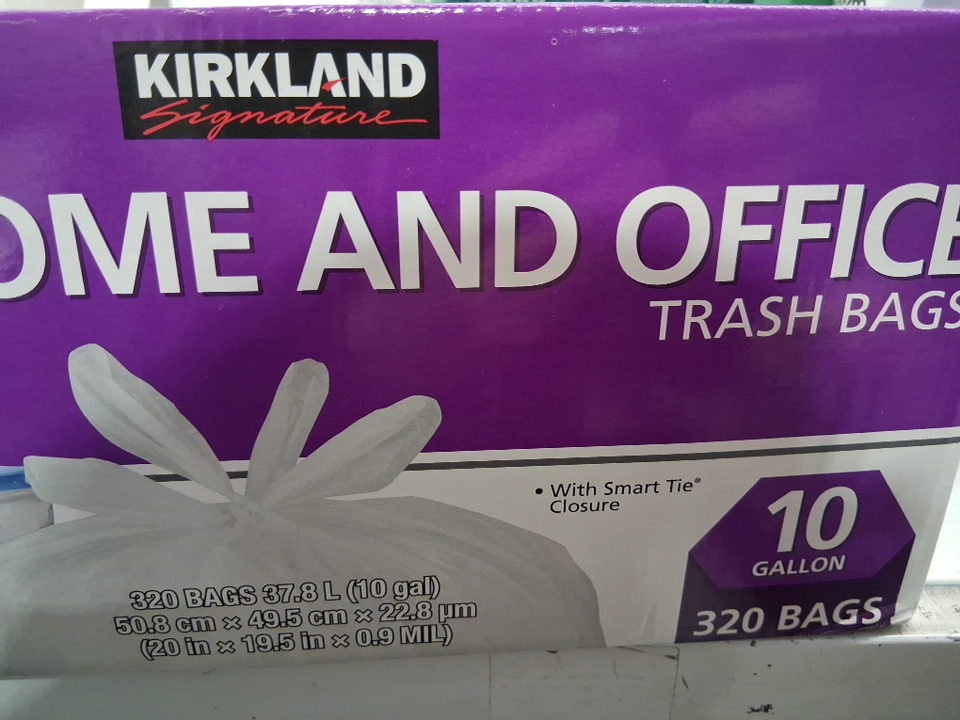 KIRKLAND
Signature
OME AND OFFICE
TRASH BAGS
• With Smart Tie®
Closure
10
GALLON
320 BAGS
320 BAGS 37.8 L (10 gal)
50.8 cm × 49.5 cm × 22.8 µm
(20 in × 19.5 in × 0.9 MIL)